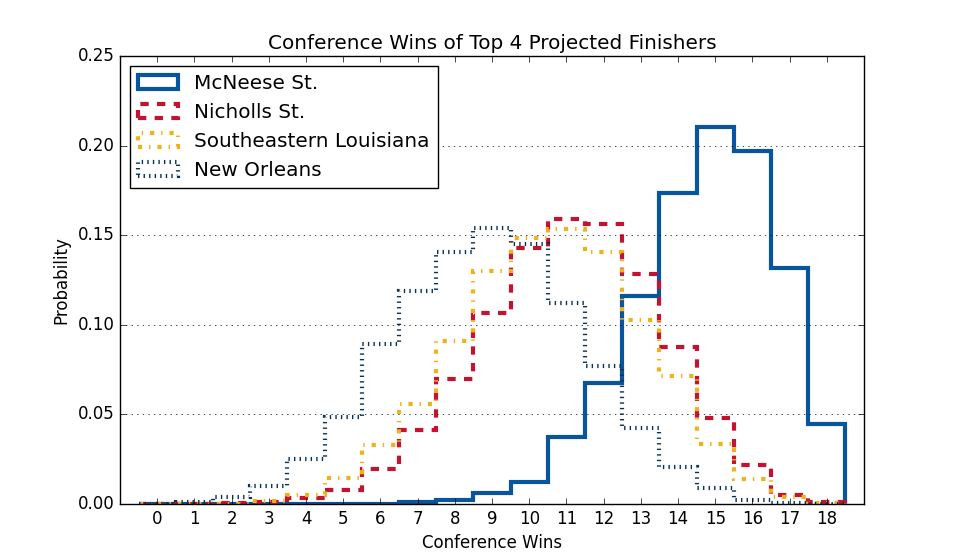 Conference Wins of Top 4 Projected Finishers
0.25
0.20
0.15
0.10
0.05
0.00
Probability
McNeese St.
Nicholls St.
Southeastern Louisiana
New Orleans
0 1 2 3 4 5 6 7 8 9 10 11 12 13 14 15 16 17 18
Conference Wins